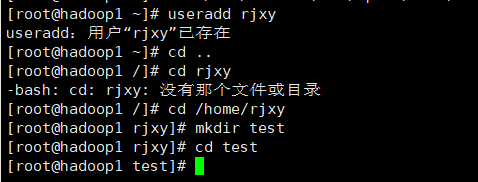 [root@hadoop1 ~]# useradd rjxy
useradd：用户“rjxy”已存在
[root@hadoop1 ~]# cd ..
[root@hadoop1 /]# cd rjxy
-bash: cd: rjxy: 没有那个文件或目录
[root@hadoop1 /]# cd /home/rjxy
[root@hadoop1 rjxy]# mkdir test
[root@hadoop1 rjxy]# cd test
[root@hadoop1 test]#